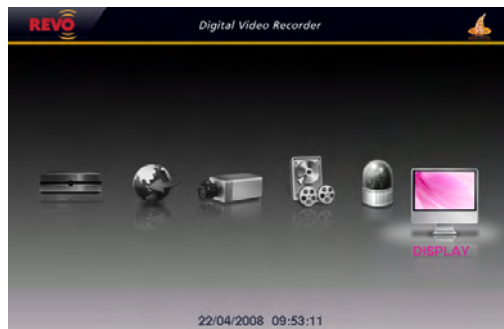 REVO
Digital Video Recorder
DISPLAY
22/04/2008 09:53:11